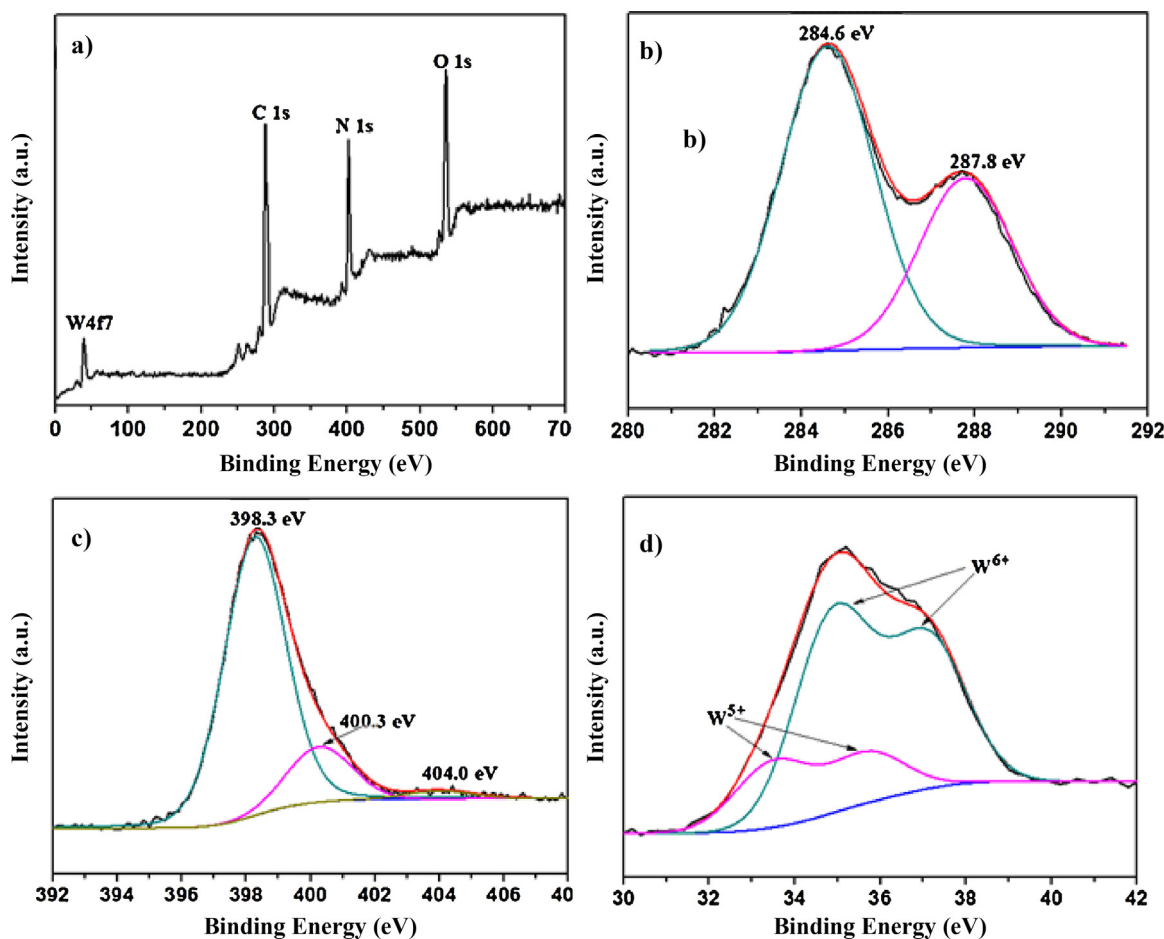 a)
O 1s
C 1s
N 1s
W4f7
Intensity (a.u.)
0 100 200 300 400 500 600 70
Binding Energy (eV)
b)
284.6 eV
b)
287.8 eV
Intensity (a.u.)
280 282 284 286 288 290 292
Binding Energy (eV)
c)
398.3 eV
400.3 eV
404.0 eV
Intensity (a.u.)
392 394 396 398 400 402 404 406 40
Binding Energy (eV)
d)
W6+
W5+
Intensity (a.u.)
30 32 34 35 36 38 40 42
Binding Energy (eV)